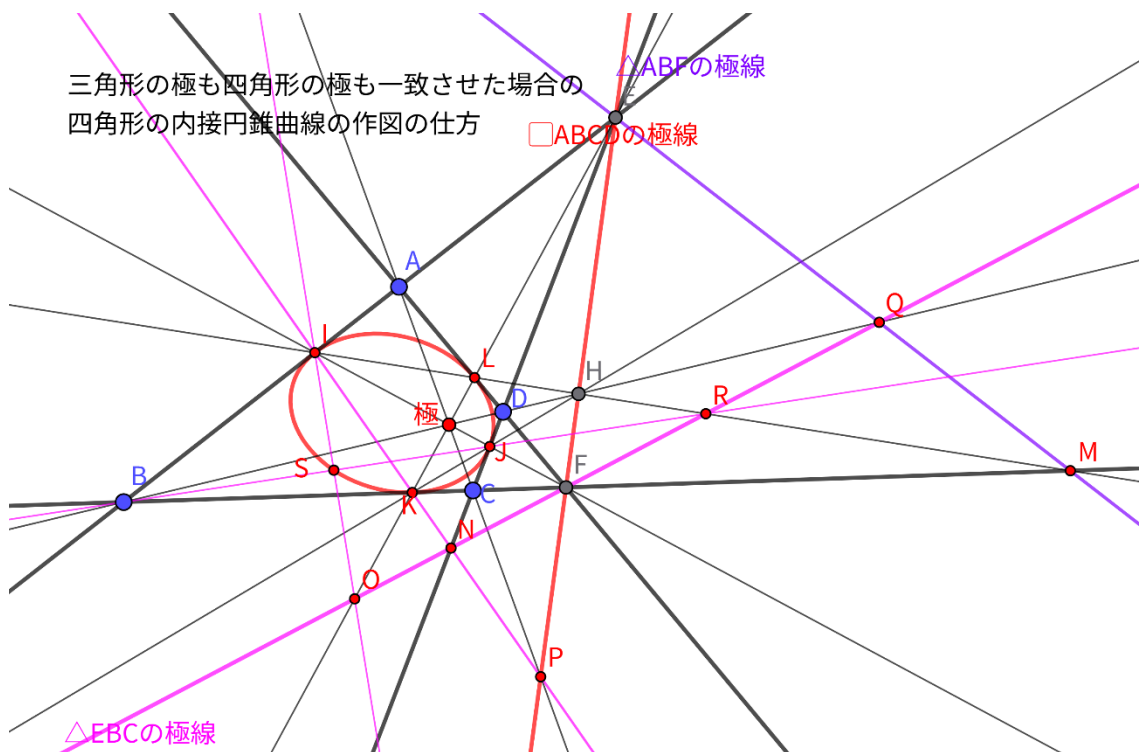 三角形の極も四角形の極も一致させた場合の
四角形の内接円錐曲線の作図の仕方
△ABFの極線
E
□ABCDの極線
A
Q
I
L
H
R
D
極
J
M
S
B
F
K
C
N
O
P
△EBCの極線